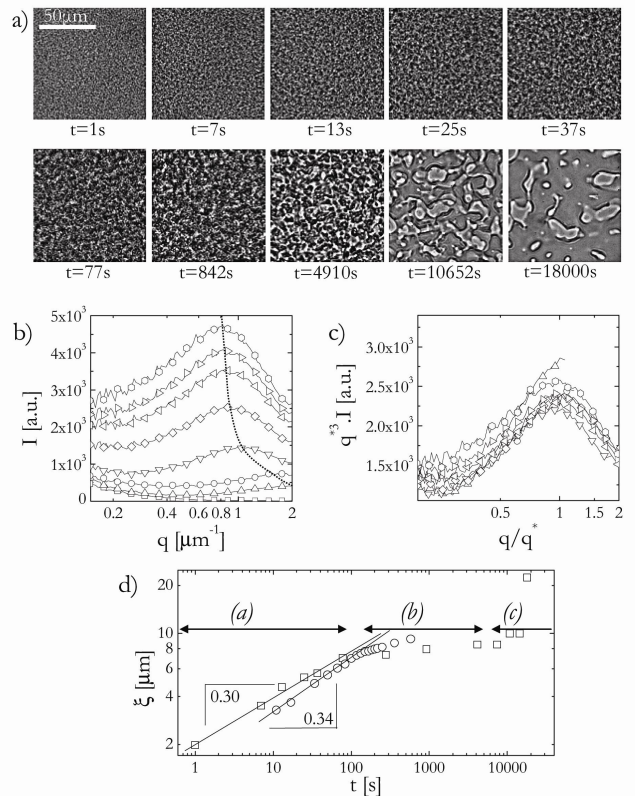 a)
50μm
t=1s t=7s t=13s t=25s t=37s
t=77s t=842s t=4910s t=10652s t=18000s
b)
5x10³
4x10³
3x10³
2x10³
1x10³
0
I [a.u.]
0.2 0.4 0.6 0.8 1 2
q [μm⁻¹]
c)
3.0x10³
2.5x10³
2.0x10³
1.5x10³
q*³.I [a.u.]
0.5 1 1.5 2
q/q*
d)
20
10
8
6
4
2
ξ [μm]
(a) (b) (c)
0.30
0.34
1 10 100 1000 10000
t [s]